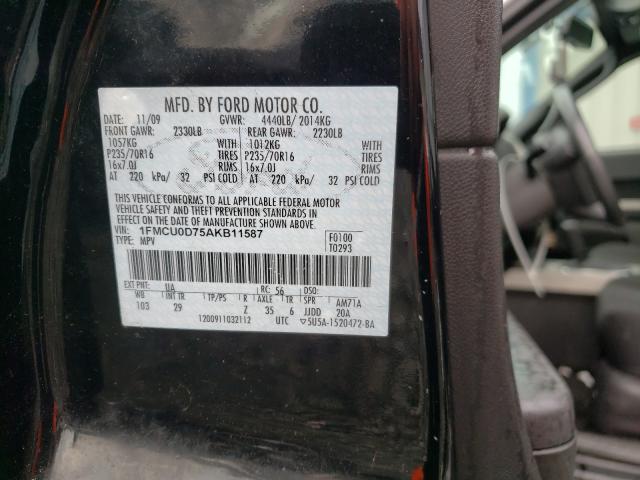 MFD. BY FORD MOTOR CO.
DATE: 11/09 GVWR: 4440LB/ 2014KG
FRONT GAWR: 2330LB REAR GAWR: 2230LB
1057KG WITH 1012KG WITH
P235/70R16 TIRES P235/70R16 TIRES
16x7.0J RIMS 16x7.0J RIMS
AT 220 kPa/ 32 PSI COLD AT 220 kPa/ 32 PSI COLD
THIS VEHICLE CONFORMS TO ALL APPLICABLE FEDERAL MOTOR
VEHICLE SAFETY AND THEFT PREVENTION STANDARDS IN
EFFECT ON THE DATE OF MANUFACTURE SHOWN ABOVE.
VIN: 1FMCU0D75AKB11587 F0100
TYPE: MPV T0293
EXT PNT: UA RC: 56 DSO:
WB INT TR TP/PS R AXLE TR SPR AM71A
103 29 Z 35 6 JJDD 20A
1200911032112 UTC ▽5U5A-1520472-BA